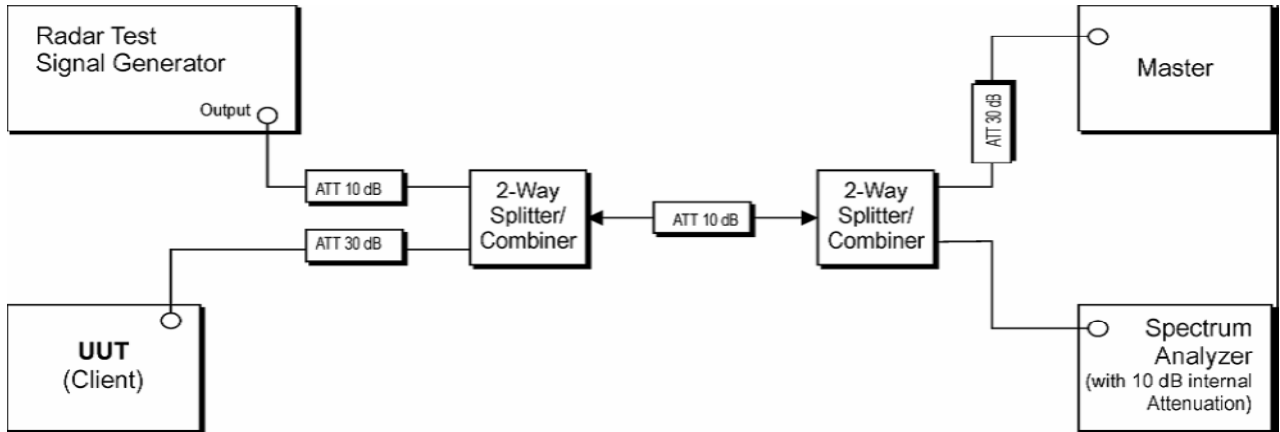 Radar Test
Signal Generator
Output
ATT 10 dB
ATT 30 dB
UUT
(Client)
2-Way
Splitter/
Combiner
ATT 10 dB
2-Way
Splitter/
Combiner
ATT 30 dB
Master
Spectrum
Analyzer
(with 10 dB internal
Attenuation)